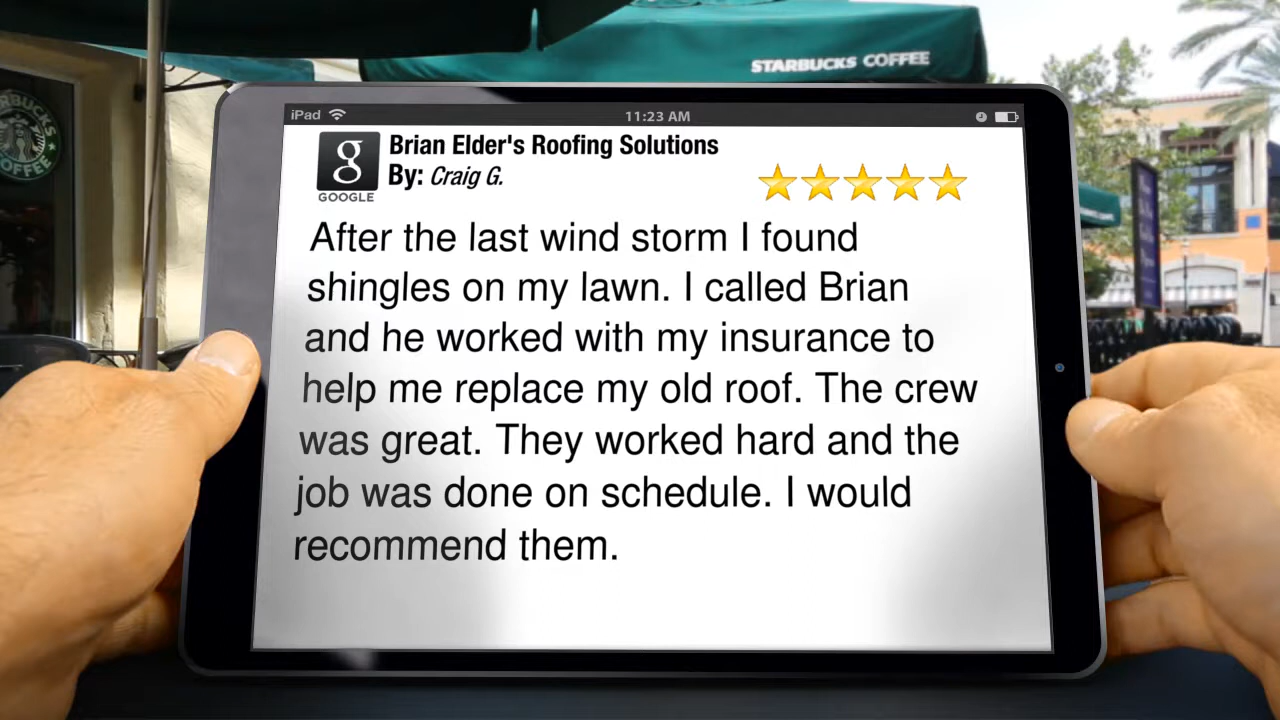 STARBUCKS COFFEE
iPad
11:23 AM
g
GOOGLE
Brian Elder's Roofing Solutions
By: Craig G.
After the last wind storm I found
shingles on my lawn. I called Brian
and he worked with my insurance to
help me replace my old roof. The crew
was great. They worked hard and the
job was done on schedule. I would
recommend them.